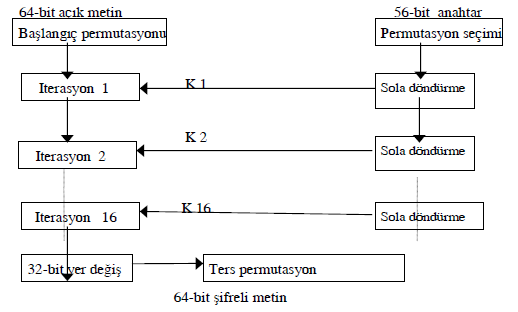 64-bit açık metin
56-bit anahtar
Başlangıç permutasyonu
Permutasyon seçimi
Iterasyon 1
K 1
Sola döndürme
Iterasyon 2
K 2
Sola döndürme
Iterasyon 16
K 16
Sola döndürme
32-bit yer değiş
Ters permutasyon
64-bit şifreli metin